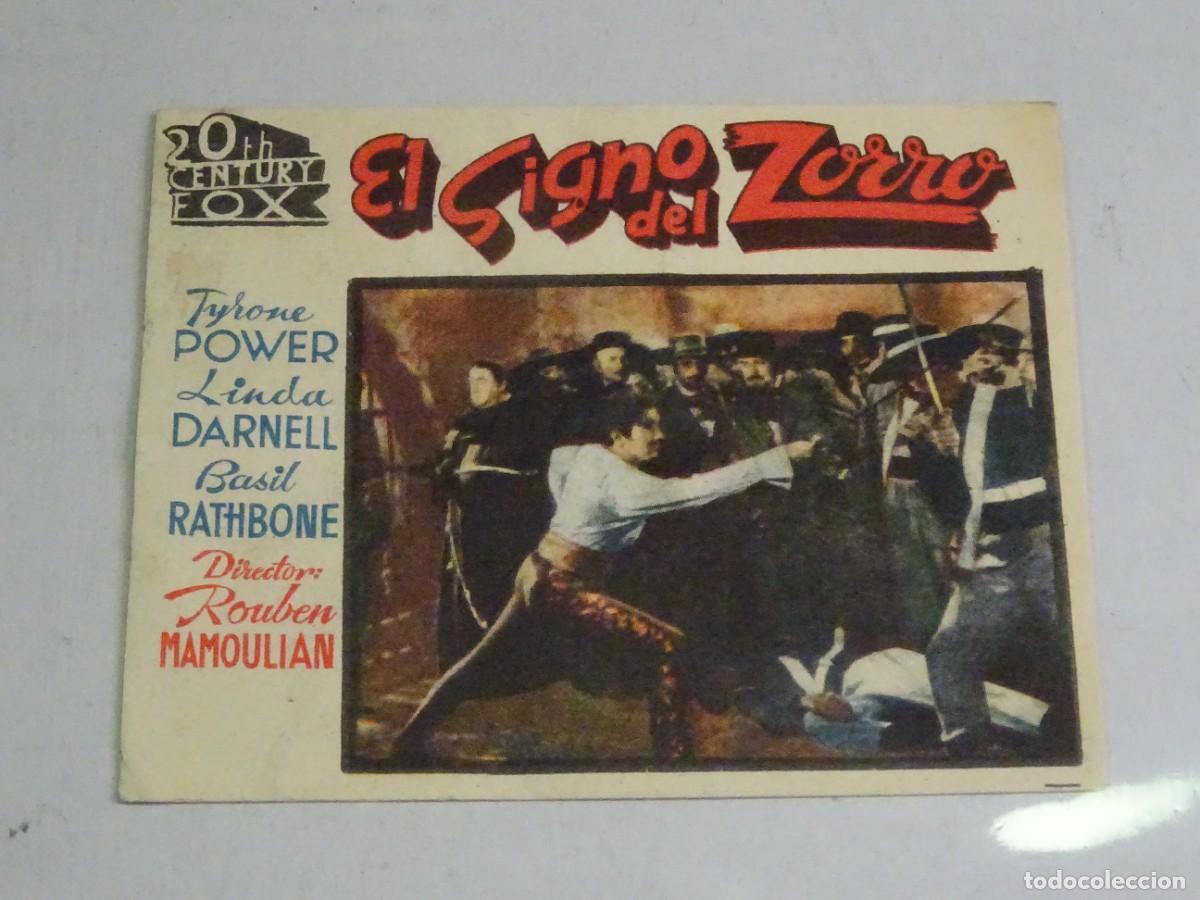 20th
CENTURY
FOX
El Signo
del Zorro
Tyrone
POWER
Linda
DARNELL
Basil
RATHBONE
Director:
Rouben
MAMOULIAN
todocoleccion